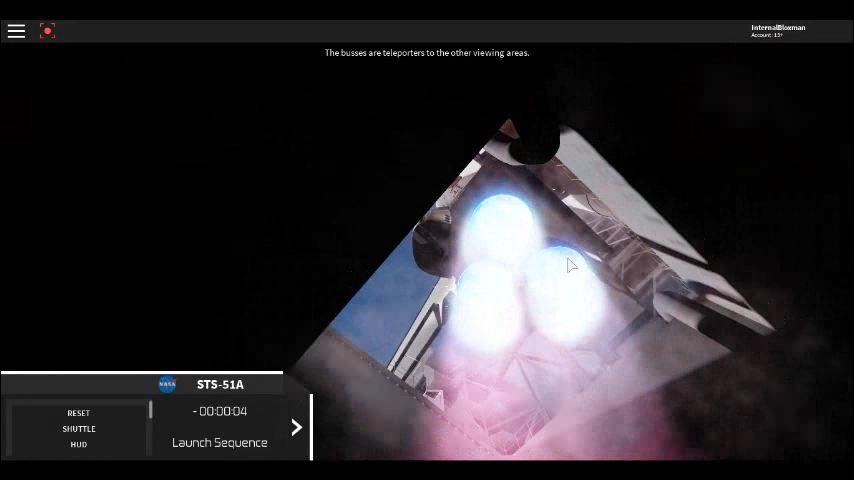 InternalBloxman
Account: 13+
The busses are teleporters to the other viewing areas.
NASA
STS-51A
RESET
SHUTTLE
HUD
- 00:00:04
Launch Sequence